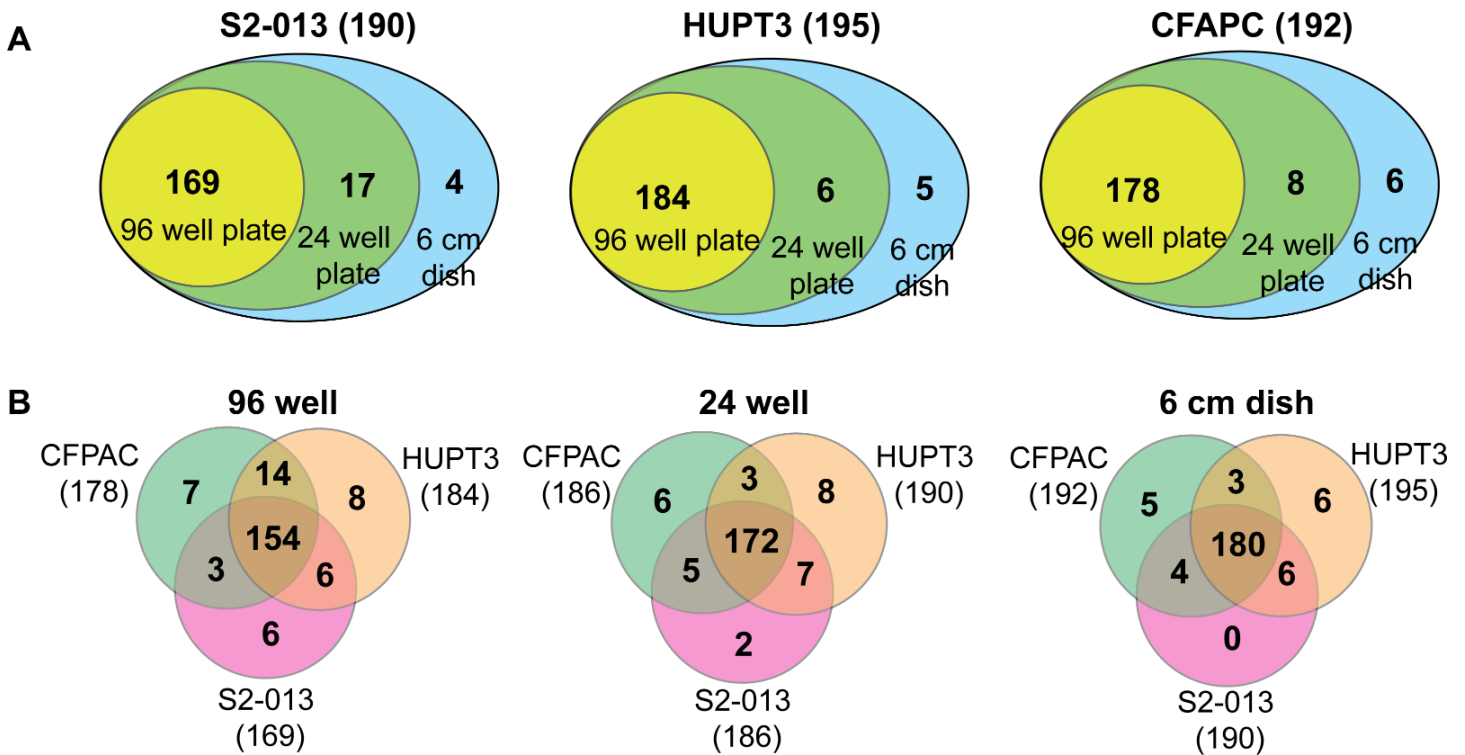 A
S2-013 (190)
HUPT3 (195)
CFAPC (192)
169
17
4
96 well plate
24 well
plate
6 cm
dish
184
6
5
96 well plate
24 well
plate
6 cm
dish
178
8
6
96 well plate
24 well
plate
6 cm
dish
B
96 well
24 well
6 cm dish
CFPAC
(178)
HUPT3
(184)
7
14
8
154
3
6
6
S2-013
(169)
CFPAC
(186)
HUPT3
(190)
6
3
8
172
5
7
2
S2-013
(186)
CFPAC
(192)
HUPT3
(195)
5
3
6
180
4
6
0
S2-013
(190)